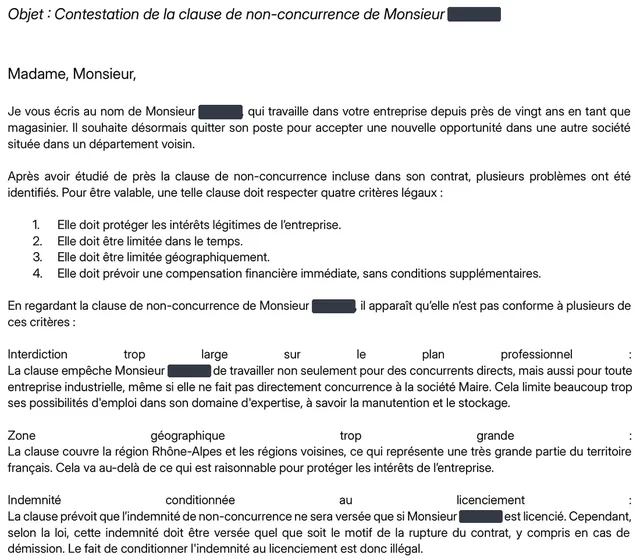 Objet : Contestation de la clause de non-concurrence de Monsieur
Madame, Monsieur,
Je vous écris au nom de Monsieur , qui travaille dans votre entreprise depuis près de vingt ans en tant que
magasinier. Il souhaite désormais quitter son poste pour accepter une nouvelle opportunité dans une autre société
située dans un département voisin.
Après avoir étudié de près la clause de non-concurrence incluse dans son contrat, plusieurs problèmes ont été
identifiés. Pour être valable, une telle clause doit respecter quatre critères légaux :
1. Elle doit protéger les intérêts légitimes de l'entreprise.
2. Elle doit être limitée dans le temps.
3. Elle doit être limitée géographiquement.
4. Elle doit prévoir une compensation financière immédiate, sans conditions supplémentaires.
En regardant la clause de non-concurrence de Monsieur , il apparaît qu'elle n'est pas conforme à plusieurs de
ces critères :
Interdiction trop large sur le plan professionnel :
La clause empêche Monsieur de travailler non seulement pour des concurrents directs, mais aussi pour toute
entreprise industrielle, même si elle ne fait pas directement concurrence à la société Maire. Cela limite beaucoup trop
ses possibilités d'emploi dans son domaine d'expertise, à savoir la manutention et le stockage.
Zone géographique trop grande :
La clause couvre la région Rhône-Alpes et les régions voisines, ce qui représente une très grande partie du territoire
français. Cela va au-delà de ce qui est raisonnable pour protéger les intérêts de l'entreprise.
Indemnité conditionnée au licenciement :
La clause prévoit que l'indemnité de non-concurrence ne sera versée que si Monsieur est licencié. Cependant,
selon la loi, cette indemnité doit être versée quel que soit le motif de la rupture du contrat, y compris en cas de
démission. Le fait de conditionner l'indemnité au licenciement est donc illégal.